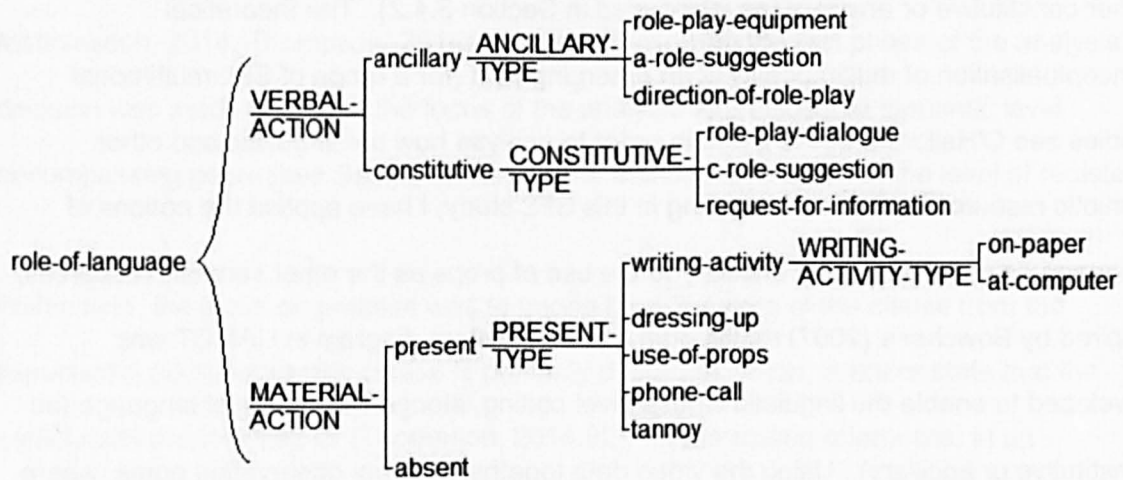 role-play-equipment
ancillary ANCILLARY- a-role-suggestion
TYPE
direction-of-role-play
VERBAL-
ACTION
role-play-dialogue
constitutive CONSTITUTIVE- c-role-suggestion
TYPE
request-for-information
role-of-language
writing-activity WRITING- on-paper
ACTIVITY-TYPE at-computer
dressing-up
present PRESENT- use-of-props
TYPE
phone-call
MATERIAL-
ACTION
tannoy
absent